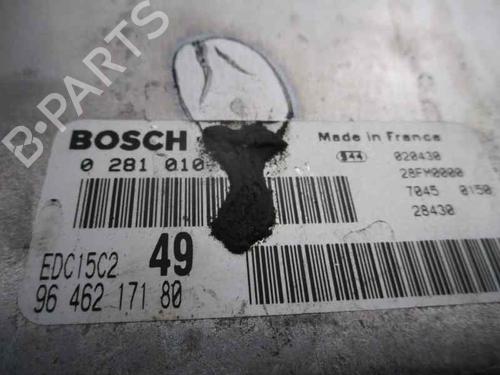 BOSCH
Made in France
0 281 010
944 020430
28FM0000
7045 0150
28430
EDC15C2 49
96 462 171 80
B-PARTS